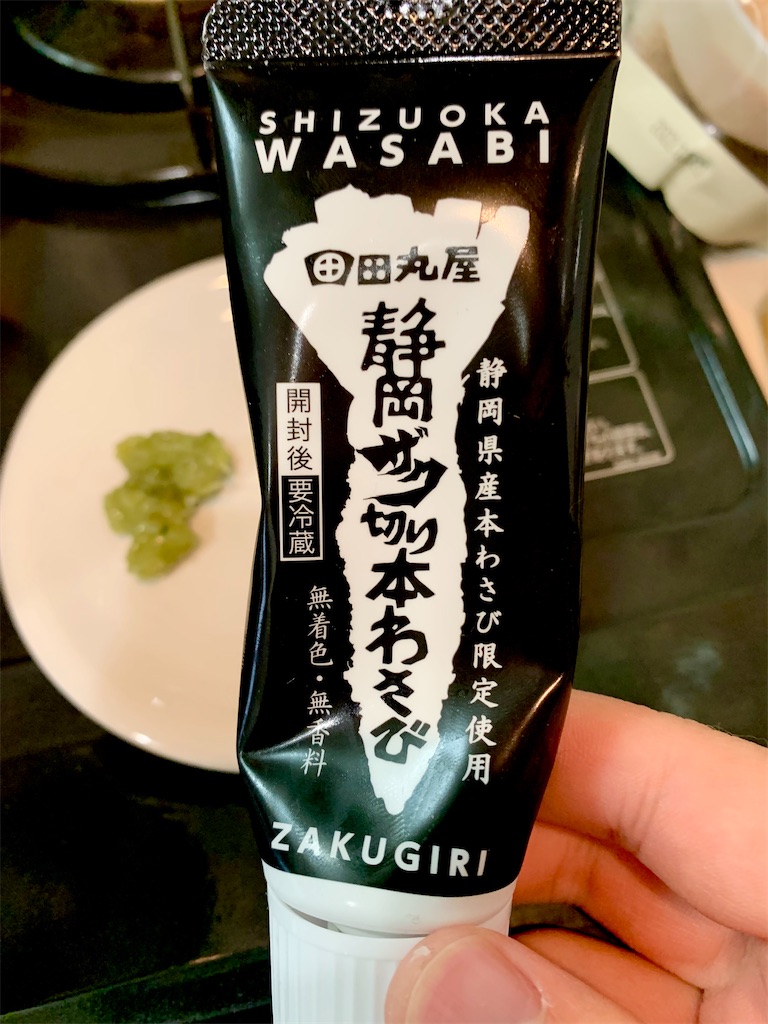 SHIZUOKA
WASABI
田丸屋
静岡ザク切り本わさび
静岡県産本わさび限定使用
開封後要冷蔵
無着色・無香料
ZAKUGIRI